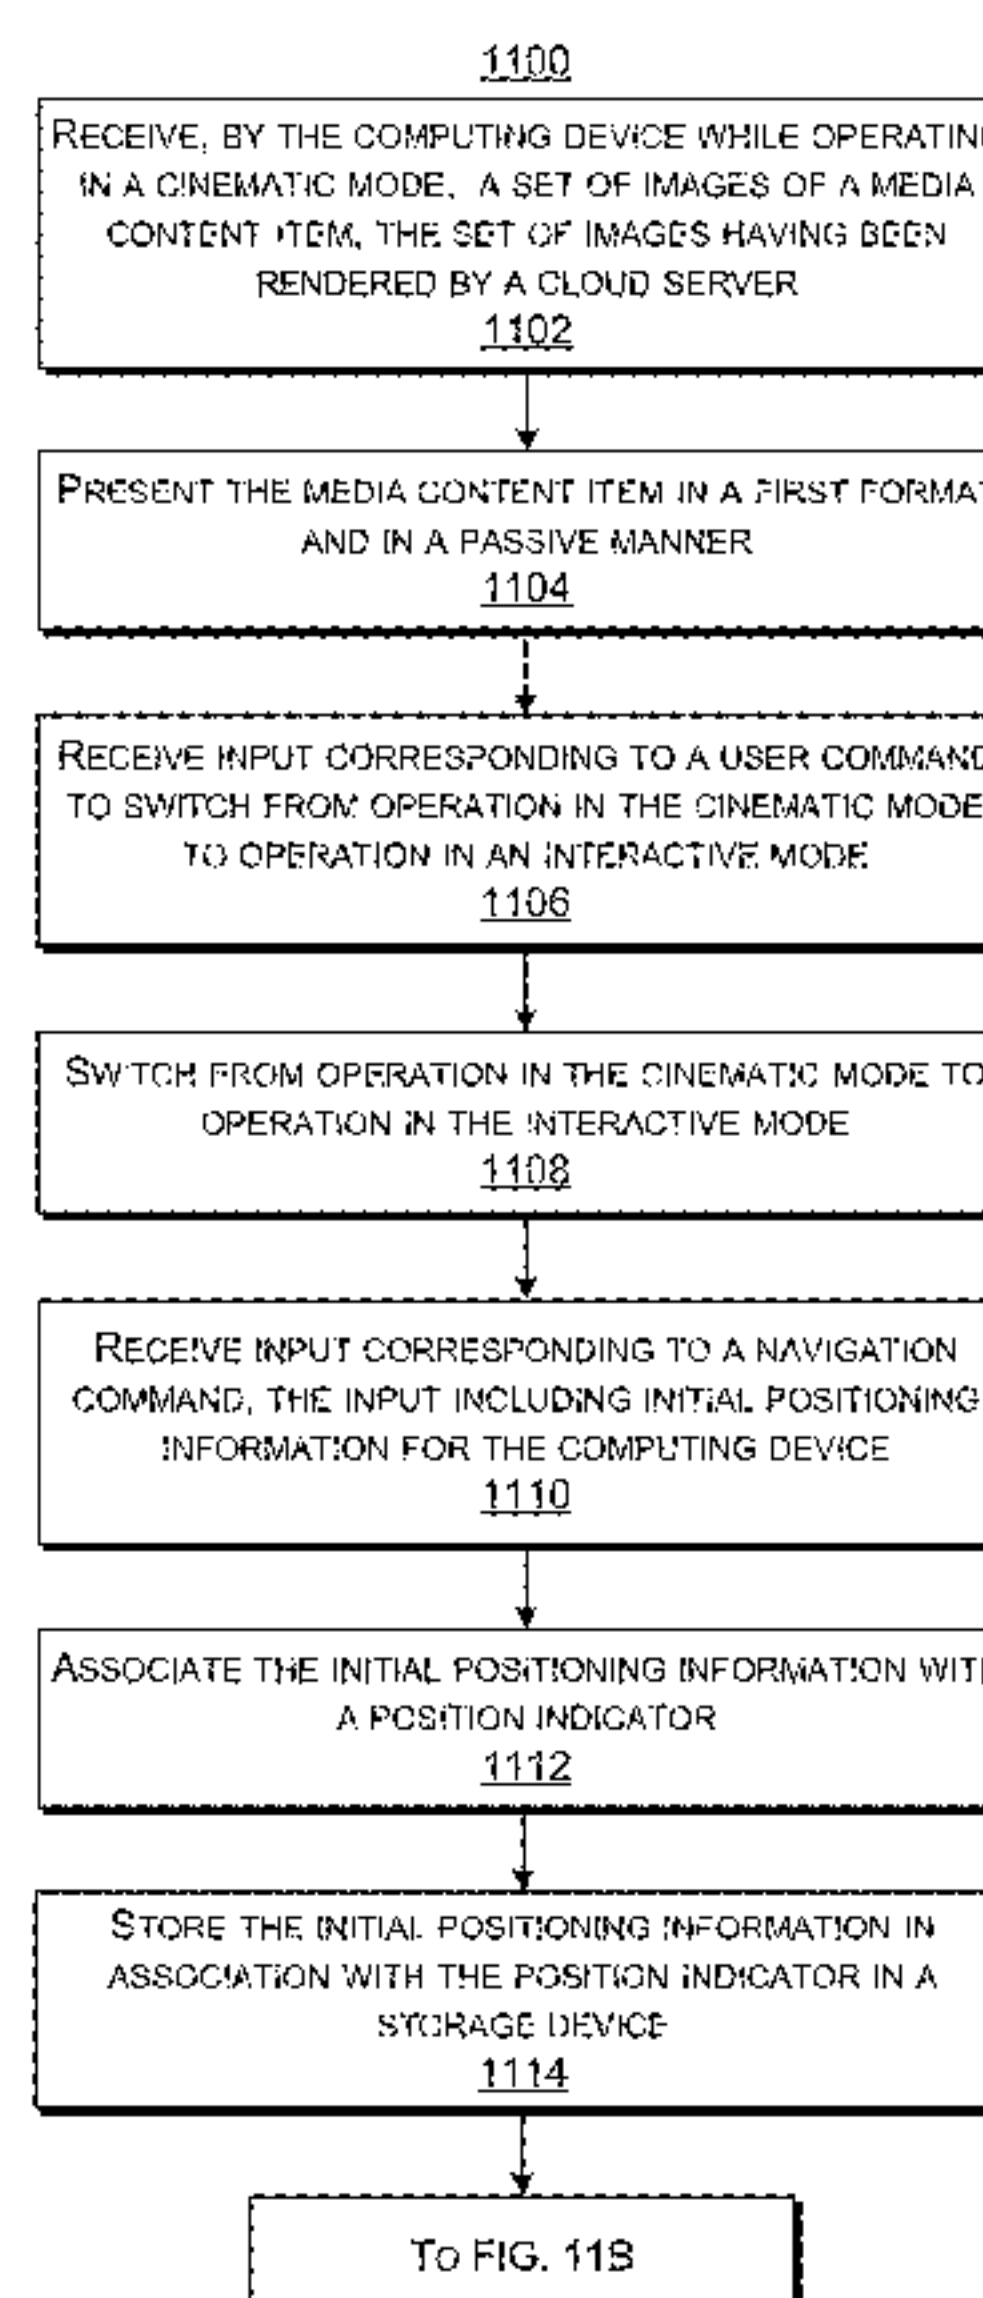 1100
RECEIVE, BY THE COMPUTING DEVICE WHILE OPERATING
IN A CINEMATIC MODE, A SET OF IMAGES OF A MEDIA
CONTENT ITEM, THE SET OF IMAGES HAVING BEEN
RENDERED BY A CLOUD SERVER
1102
PRESENT THE MEDIA CONTENT ITEM IN A FIRST FORMAT
AND IN A PASSIVE MANNER
1104
RECEIVE INPUT CORRESPONDING TO A USER COMMAND
TO SWITCH FROM OPERATION IN THE CINEMATIC MODE
TO OPERATION IN AN INTERACTIVE MODE
1106
SWITCH FROM OPERATION IN THE CINEMATIC MODE TO
OPERATION IN THE INTERACTIVE MODE
1108
RECEIVE INPUT CORRESPONDING TO A NAVIGATION
COMMAND, THE INPUT INCLUDING INITIAL POSITIONING
INFORMATION FOR THE COMPUTING DEVICE
1110
ASSOCIATE THE INITIAL POSITIONING INFORMATION WITH
A POSITION INDICATOR
1112
STORE THE INITIAL POSITIONING INFORMATION IN
ASSOCIATION WITH THE POSITION INDICATOR IN A
STORAGE DEVICE
1114
TO FIG. 11B